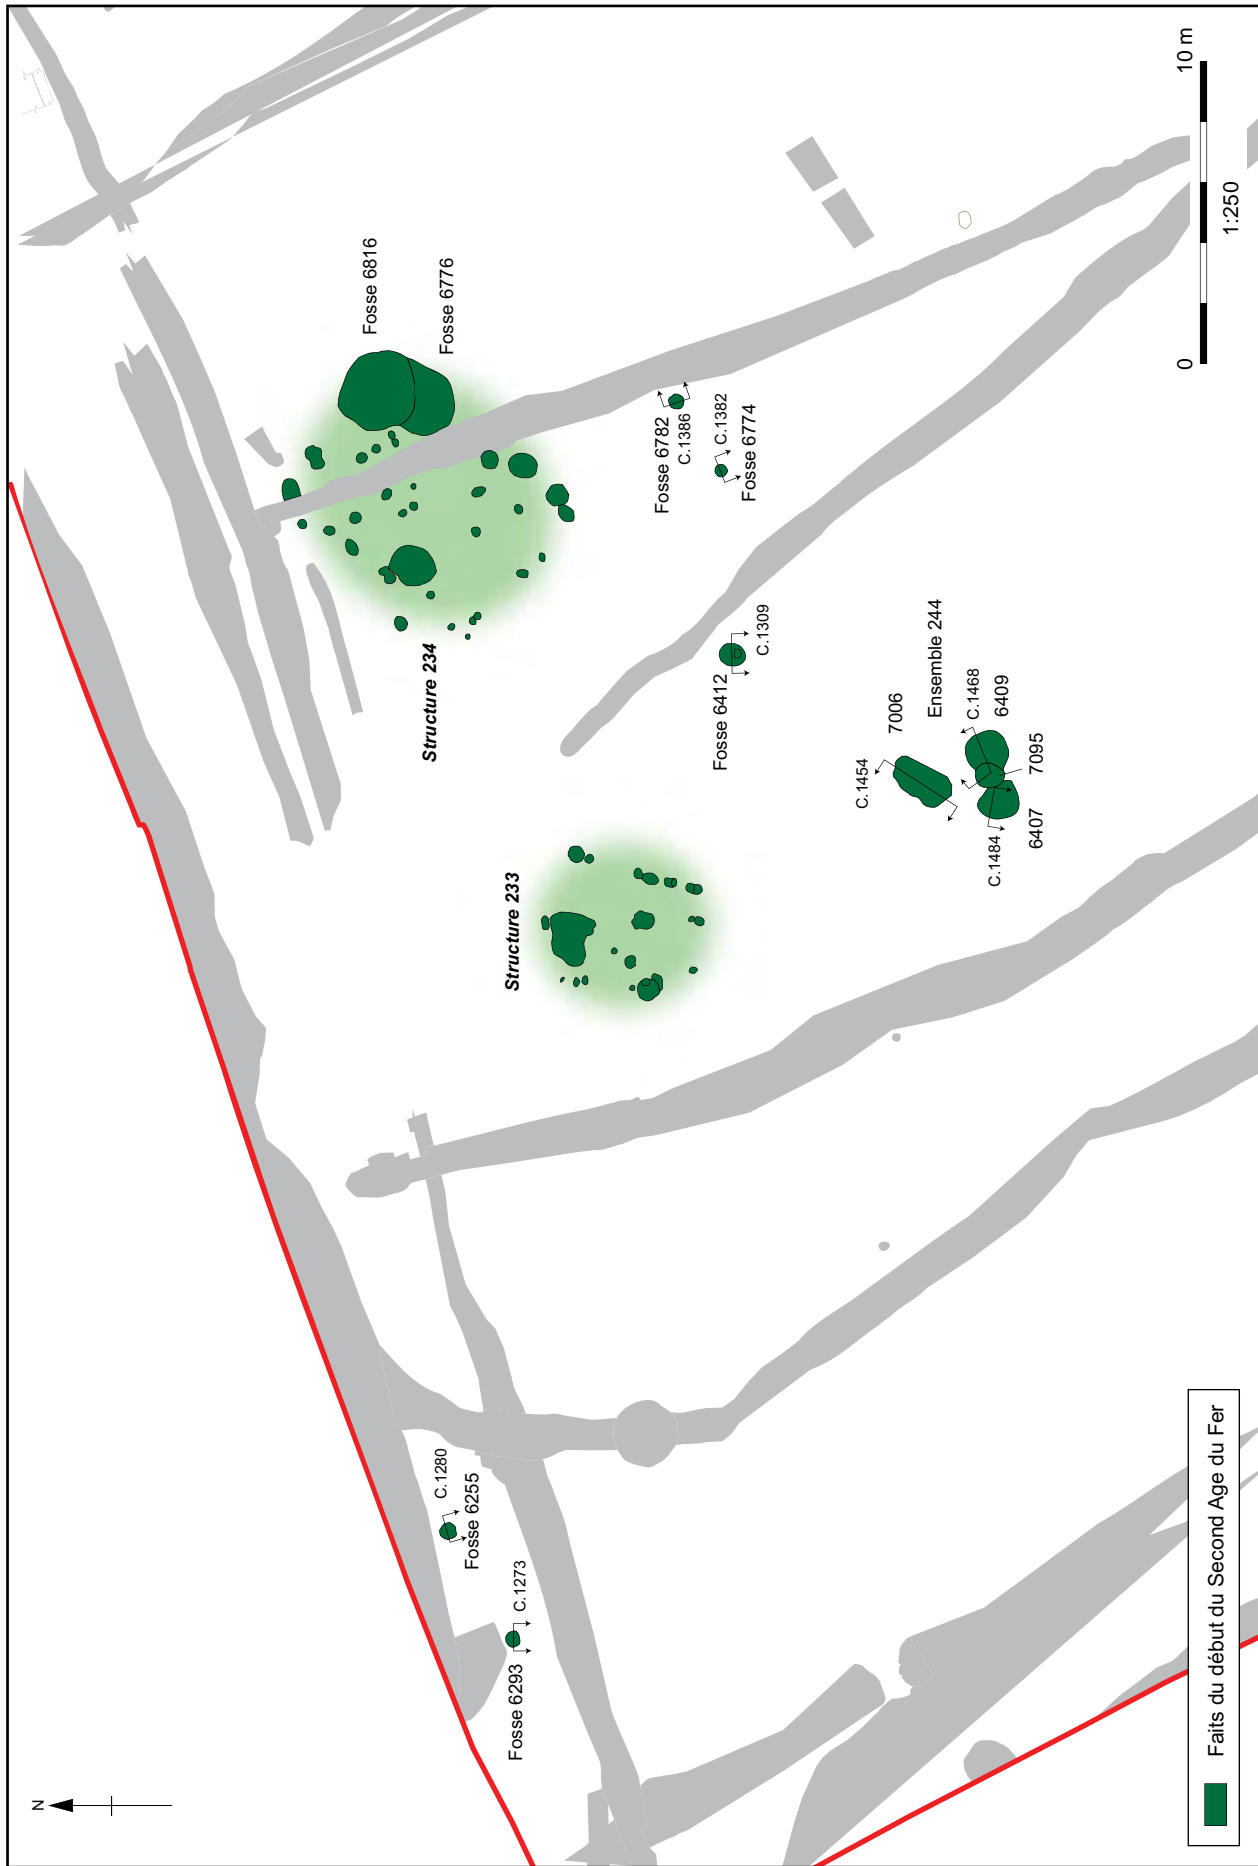 N
Fosse 6293
C.1273
C.1280
Fosse 6255
Structure 233
Structure 234
Fosse 6816
Fosse 6776
Fosse 6782
C.1386
C.1382
Fosse 6774
Fosse 6412
C.1309
C.1454
7006
Ensemble 244
C.1468
6409
7095
6407
C.1484
0
10 m
1:250
Faits du début du Second Age du Fer